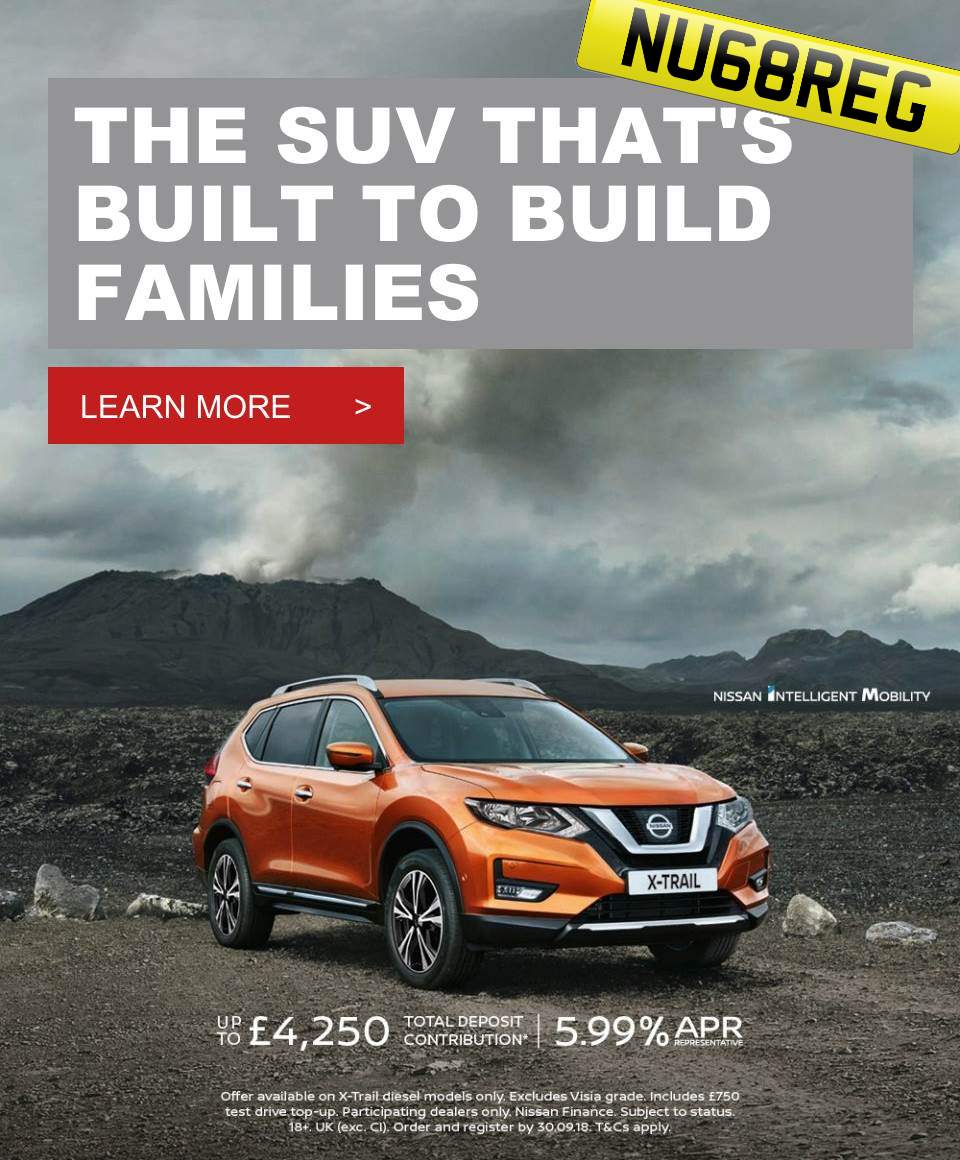 NU68REG
THE SUV THAT'S
BUILT TO BUILD
FAMILIES
LEARN MORE >
NISSAN INTELLIGENT MOBILITY
NISSAN
X-TRAIL
UP
TO £4,250 TOTAL DEPOSIT
CONTRIBUTION* | 5.99% APR
REPRESENTATIVE
Offer available on X-Trail diesel models only. Excludes Visia grade. Includes £750
test drive top-up. Participating dealers only. Nissan Finance. Subject to status.
18+. UK (exc. CI). Order and register by 30.09.18. T&Cs apply.